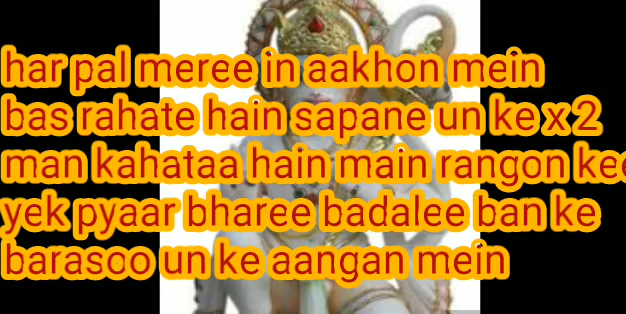 har pal meree in aakhon mein
bas rahate hain sapane un ke x 2
man kahataa hain main rangon kee
yek pyaar bharee badalee ban ke
barasoo un ke aangan mein